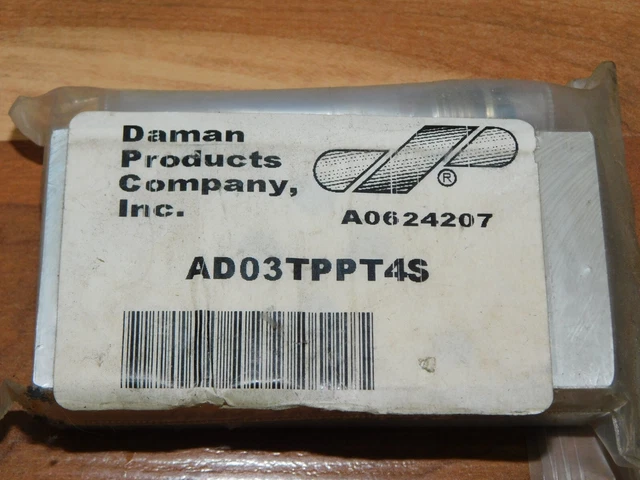 Daman
Products
Company,
Inc.
®
A0624207
AD03TPPT4S